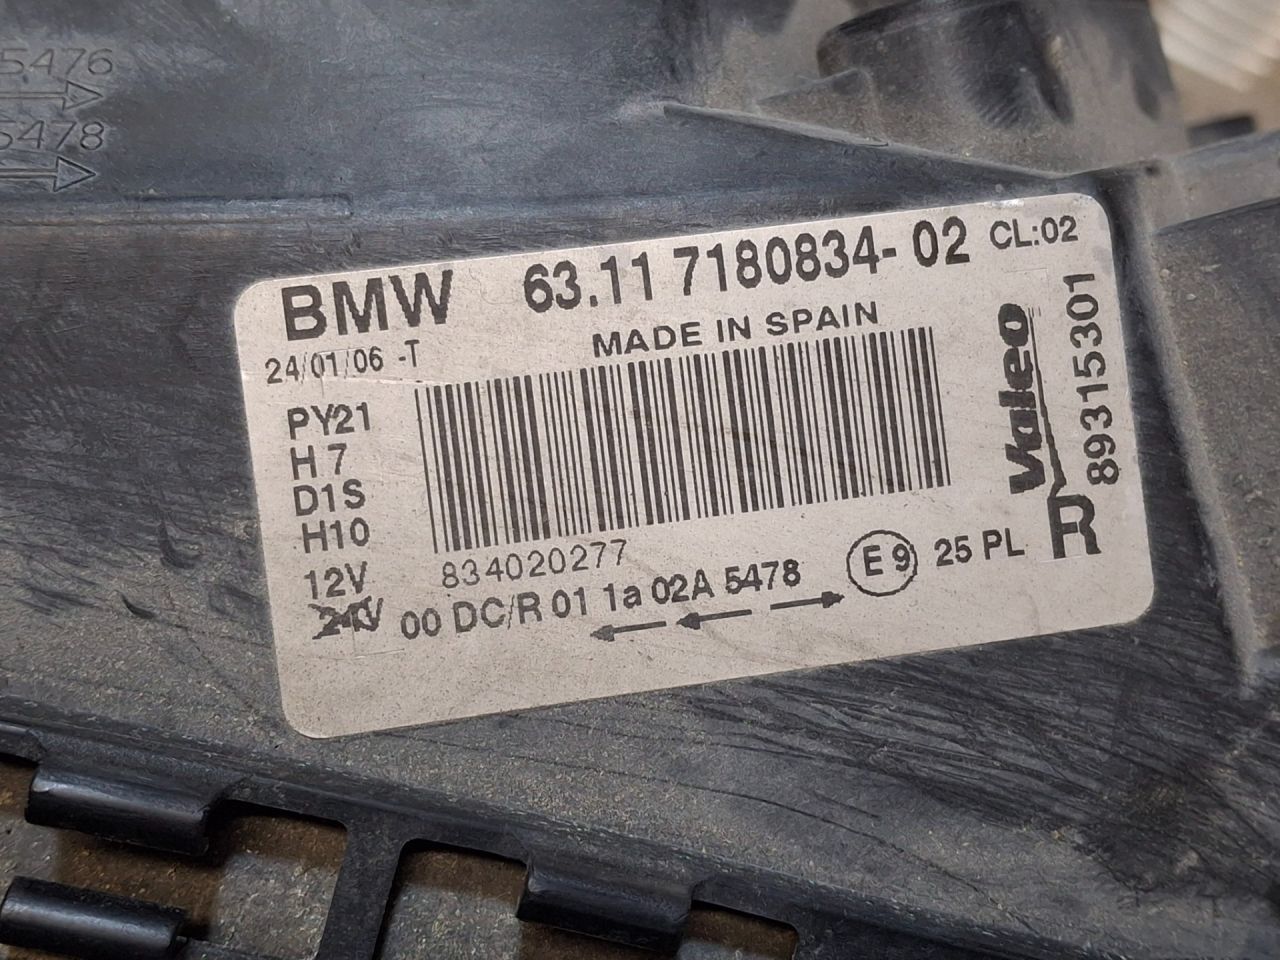 5476
5478
BMW 63.11 7180834-02 CL:02
24/01/06 -T MADE IN SPAIN
PY21
H7
D1S
H10
12V 834020277
24V 00 DC/R 01 1a 02A 5478 E9 25 PL R
Valeo
89315301